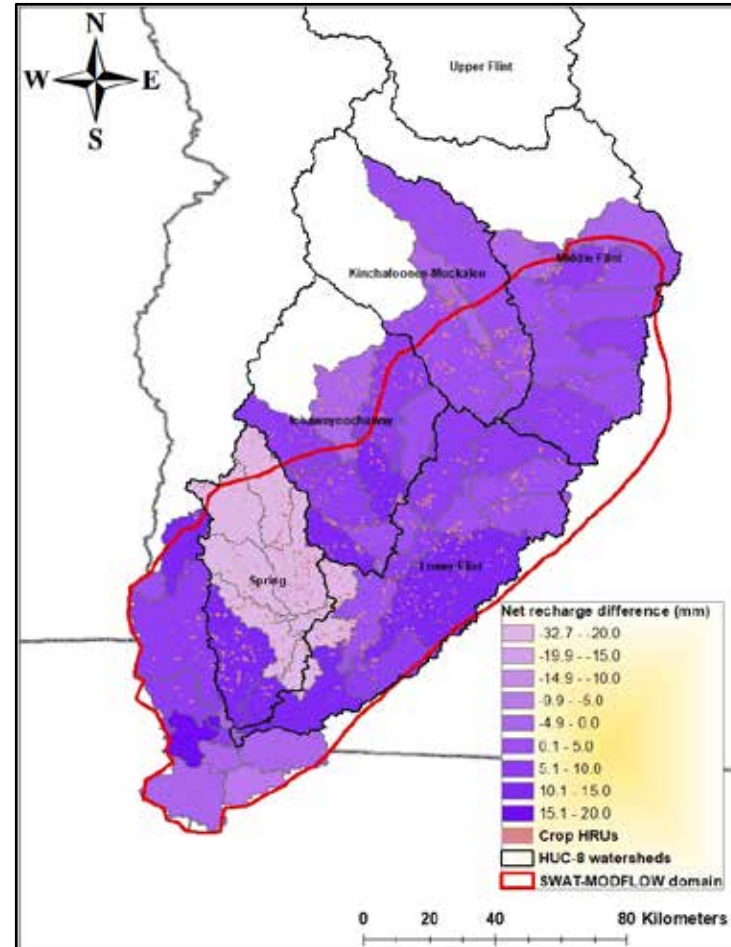 N
W E
S
Upper Flint
Kinchafoonee-Muckalee
Middle Flint
Ichawaynochaway
Spring
Lower Flint
Net recharge difference (mm)
-32.7 - -20.0
-19.9 - -15.0
-14.9 - -10.0
-9.9 - -5.0
-4.9 - 0.0
0.1 - 5.0
5.1 - 10.0
10.1 - 15.0
15.1 - 20.0
Crop HRUs
HUC-8 watersheds
SWAT-MODFLOW domain
0 20 40 80 Kilometers